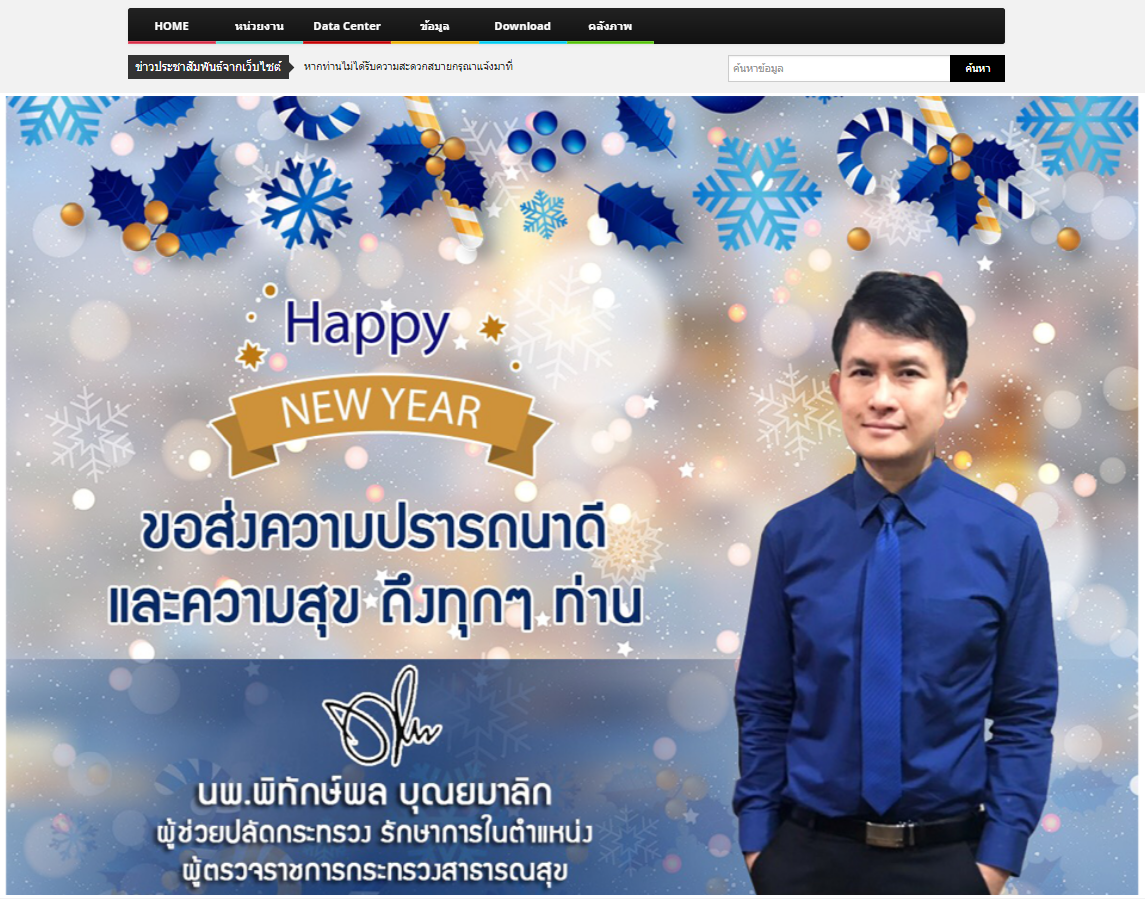 HOME หน่วยงาน Data Center ข้อมูล Download คลังภาพ
ข่าวประชาสัมพันธ์จากเว็บไซต์ หากท่านไม่ได้รับความสะดวกสบายกรุณาแจ้งมาที่ ค้นหาข้อมูล ค้นหา
Happy
NEW YEAR
ขอส่งความปรารถนาดี
และความสุข ถึงทุกๆ ท่าน
นพ.พิทักษ์พล บุณยมาลิก
ผู้ช่วยปลัดกระทรวง รักษาการในตำแหน่ง
ผู้ตรวจราชการกระทรวงสาธารณสุข